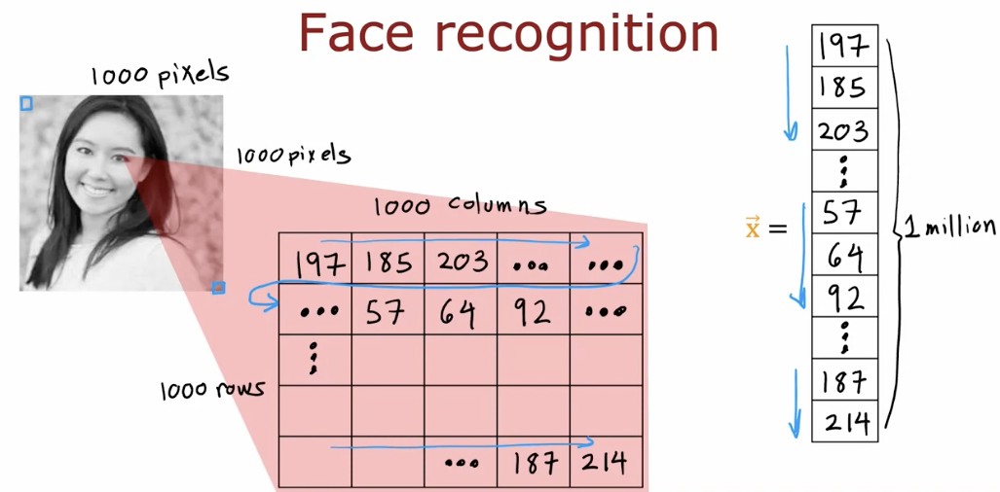 Face recognition
1000 pixels
1000 pixels
1000 columns
197 185 203 ... ...
... 57 64 92 ...
⋮
1000 rows
... 187 214
x⃗ =
197
185
203
⋮
57
64
92
⋮
187
214
1 million